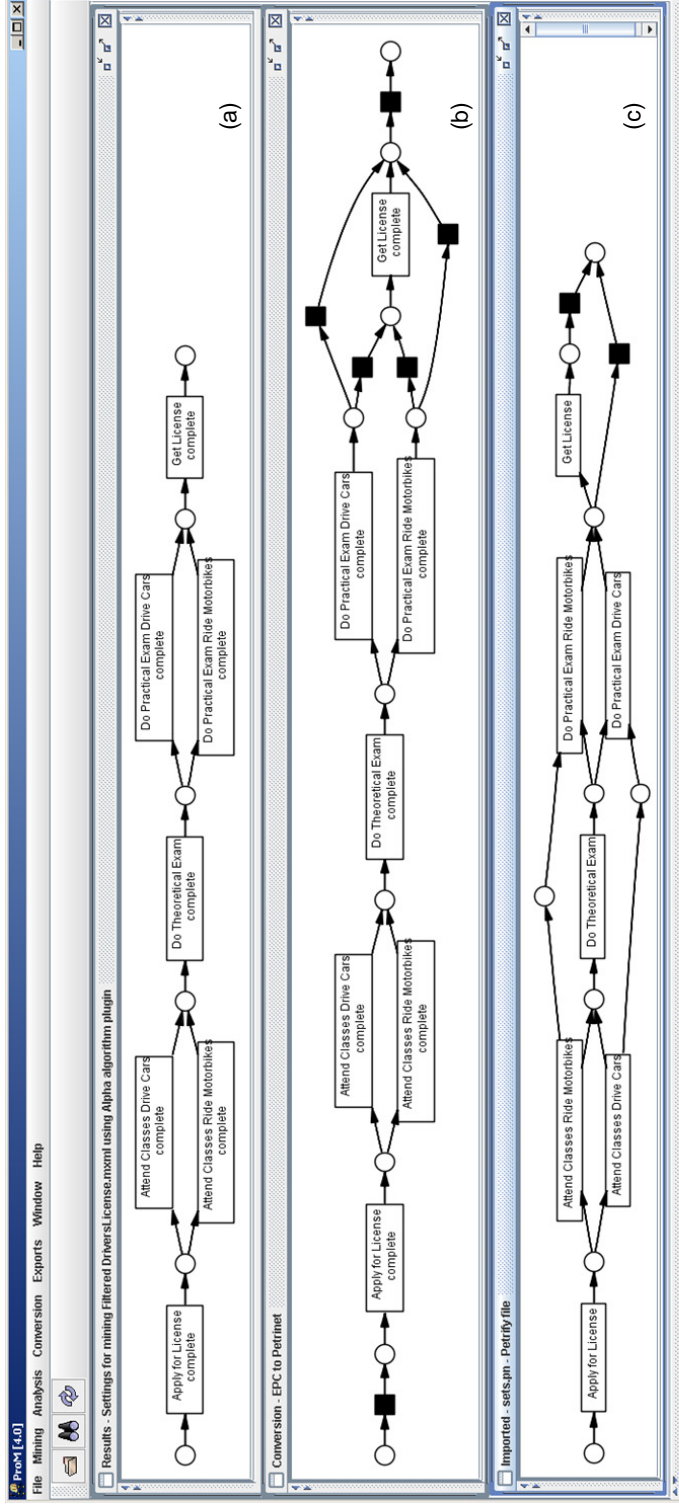 ProM [4.0]
File Mining Analysis Conversion Exports Window Help
Results - Settings for mining Filtered DriversLicense.mxml using Alpha algorithm plugin
Apply for License
complete
Attend Classes Drive Cars
complete
Attend Classes Ride Motorbikes
complete
Do Theoretical Exam
complete
Do Practical Exam Drive Cars
complete
Do Practical Exam Ride Motorbikes
complete
Get License
complete
(a)
Conversion - EPC to Petrinet
Apply for License
complete
Attend Classes Drive Cars
complete
Attend Classes Ride Motorbikes
complete
Do Theoretical Exam
complete
Do Practical Exam Drive Cars
complete
Do Practical Exam Ride Motorbikes
complete
Get License
complete
(b)
Imported - sets.pn - Petrify file
Apply for License
Attend Classes Ride Motorbikes
Attend Classes Drive Cars
Do Theoretical Exam
Do Practical Exam Ride Motorbikes
Do Practical Exam Drive Cars
Get License
(c)